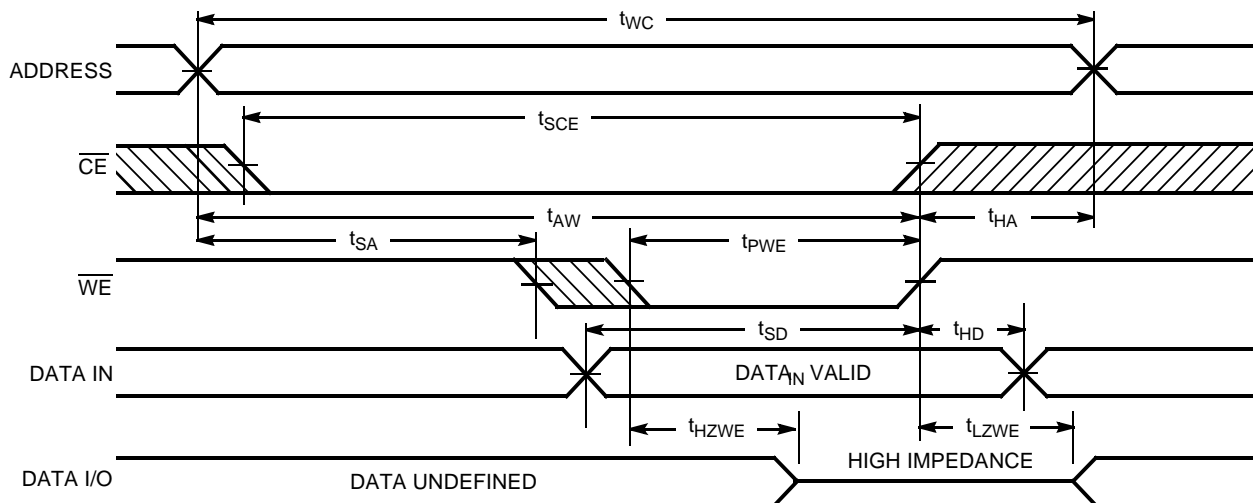 tWC
ADDRESS
tSCE
CE
tAW
tHA
tSA
tPWE
WE
tSD
tHD
DATA IN
DATAIN VALID
tHZWE
tLZWE
HIGH IMPEDANCE
DATA I/O
DATA UNDEFINED